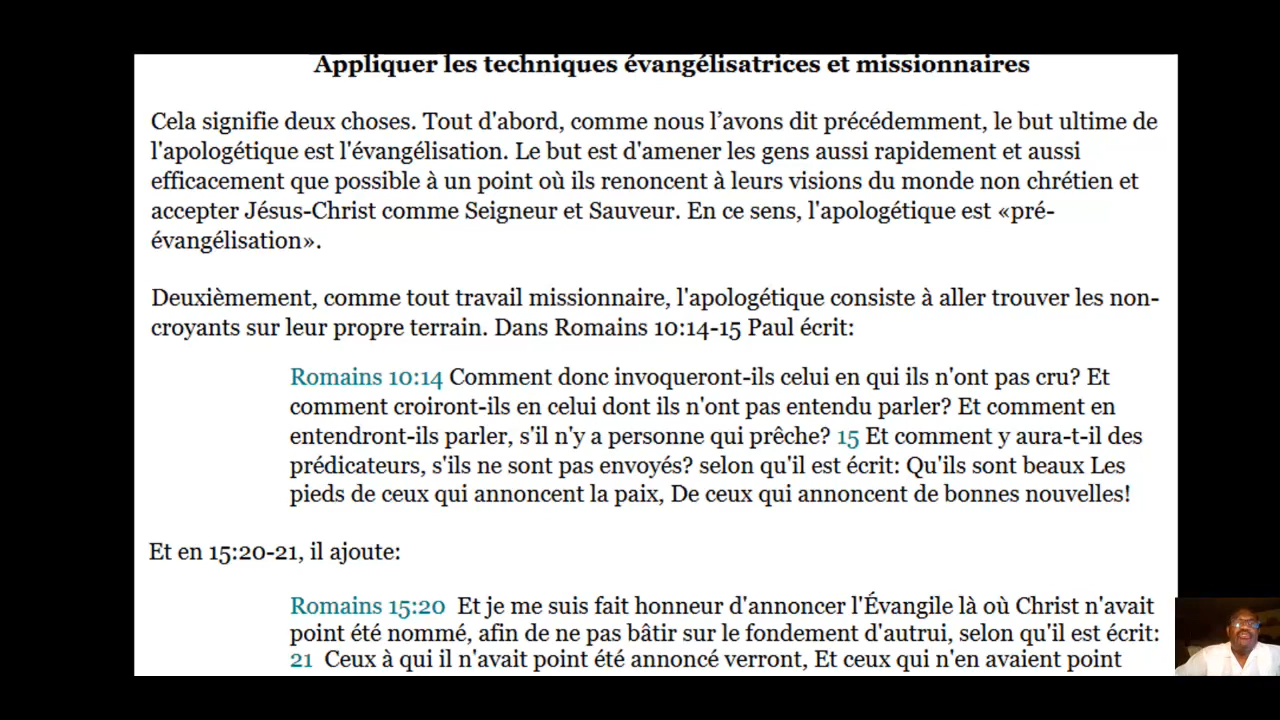 Appliquer les techniques évangélisatrices et missionnaires
Cela signifie deux choses. Tout d'abord, comme nous l’avons dit précédemment, le but ultime de
l'apologétique est l'évangélisation. Le but est d'amener les gens aussi rapidement et aussi
efficacement que possible à un point où ils renoncent à leurs visions du monde non chrétien et
accepter Jésus-Christ comme Seigneur et Sauveur. En ce sens, l'apologétique est «pré-
évangélisation».
Deuxièmement, comme tout travail missionnaire, l'apologétique consiste à aller trouver les non-
croyants sur leur propre terrain. Dans Romains 10:14-15 Paul écrit:
Romains 10:14 Comment donc invoqueront-ils celui en qui ils n'ont pas cru? Et
comment croiront-ils en celui dont ils n'ont pas entendu parler? Et comment en
entendront-ils parler, s'il n'y a personne qui prêche? 15 Et comment y aura-t-il des
prédicateurs, s'ils ne sont pas envoyés? selon qu'il est écrit: Qu'ils sont beaux Les
pieds de ceux qui annoncent la paix, De ceux qui annoncent de bonnes nouvelles!
Et en 15:20-21, il ajoute:
Romains 15:20 Et je me suis fait honneur d'annoncer l'Évangile là où Christ n'avait
point été nommé, afin de ne pas bâtir sur le fondement d'autrui, selon qu'il est écrit:
21 Ceux à qui il n'avait point été annoncé verront, Et ceux qui n'en avaient point